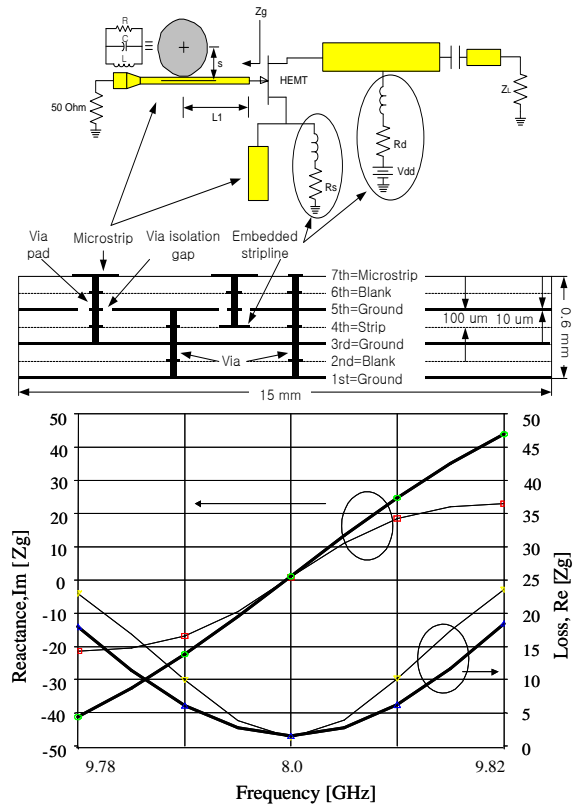 R
C
L
s
Zg
HEMT
50 Ohm
L1
Rs
Rd
Vdd
ZL
Via pad
Microstrip
Via isolation gap
Embedded stripline
7th=Microstrip
6th=Blank
5th=Ground
4th=Strip
3rd=Ground
2nd=Blank
1st=Ground
Via
100 um
10 um
0.6 mm
15 mm
Reactance,Im [Zg]
50
40
30
20
10
0
-10
-20
-30
-40
-50
50
45
40
35
30
25
20
15
10
5
0
Loss, Re [Zg]
9.78
8.0
9.82
Frequency [GHz]